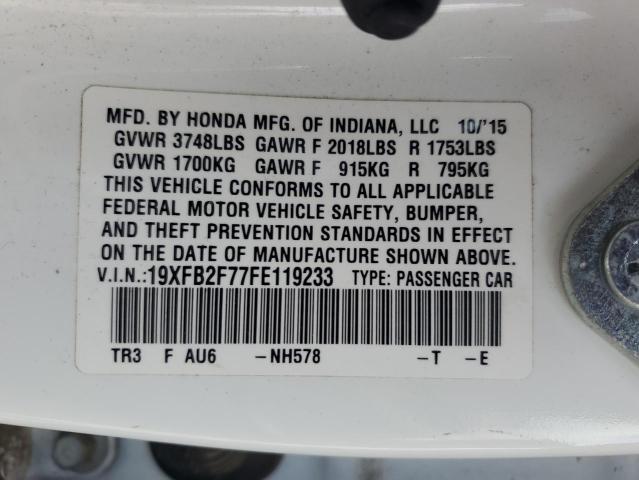 MFD. BY HONDA MFG. OF INDIANA, LLC 10/'15
GVWR 3748LBS GAWR F 2018LBS R 1753LBS
GVWR 1700KG GAWR F 915KG R 795KG
THIS VEHICLE CONFORMS TO ALL APPLICABLE
FEDERAL MOTOR VEHICLE SAFETY, BUMPER,
AND THEFT PREVENTION STANDARDS IN EFFECT
ON THE DATE OF MANUFACTURE SHOWN ABOVE.
V.I.N.:19XFB2F77FE119233 TYPE: PASSENGER CAR
TR3 F AU6 -NH578 -T -E